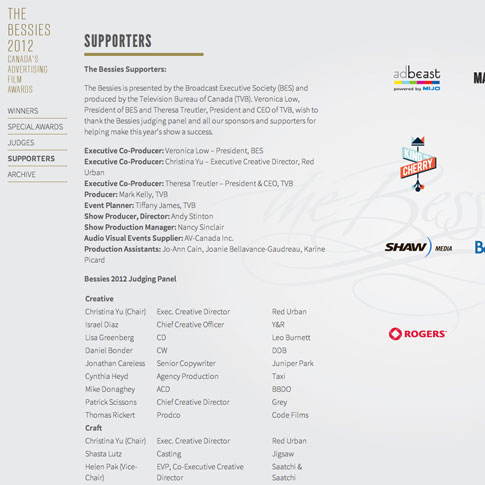 THE
BESSIES
2012
CANADA'S
ADVERTISING
FILM
AWARDS
WINNERS
SPECIAL AWARDS
JUDGES
SUPPORTERS
ARCHIVE
SUPPORTERS
The Bessies Supporters:
The Bessies is presented by the Broadcast Executive Society (BES) and
produced by the Television Bureau of Canada (TVB). Veronica Low,
President of BES and Theresa Treutler, President and CEO of TVB, wish to
thank the Bessies judging panel and all our sponsors and supporters for
helping make this year's show a success.
Executive Co-Producer: Veronica Low – President, BES
Executive Co-Producer: Christina Yu – Executive Creative Director, Red
Urban
Executive Co-Producer: Theresa Treutler – President & CEO, TVB
Producer: Mark Kelly, TVB
Event Planner: Tiffany James, TVB
Show Producer, Director: Andy Stinton
Show Production Manager: Nancy Sinclair
Audio Visual Events Supplier: AV-Canada Inc.
Production Assistants: Jo-Ann Cain, Joanie Bellavance-Gaudreau, Karine
Picard
Bessies 2012 Judging Panel
Creative
Christina Yu (Chair) Exec. Creative Director Red Urban
Israel Diaz Chief Creative Officer Y&R
Lisa Greenberg CD Leo Burnett
Daniel Bonder CW DDB
Jonathan Careless Senior Copywriter Juniper Park
Cynthia Heyd Agency Production Taxi
Mike Donaghey ACD BBDO
Patrick Scissons Chief Creative Director Grey
Thomas Rickert Prodco Code Films
Craft
Christina Yu (Chair) Exec. Creative Director Red Urban
Shasta Lutz Casting Jigsaw
Helen Pak (Vice- EVP, Co-Executive Creative Saatchi &
Chair) Director Saatchi
adbeast
powered by MIJO
MA
CHERRY
SHAW) MEDIA
Be
ROGERS
The Bess